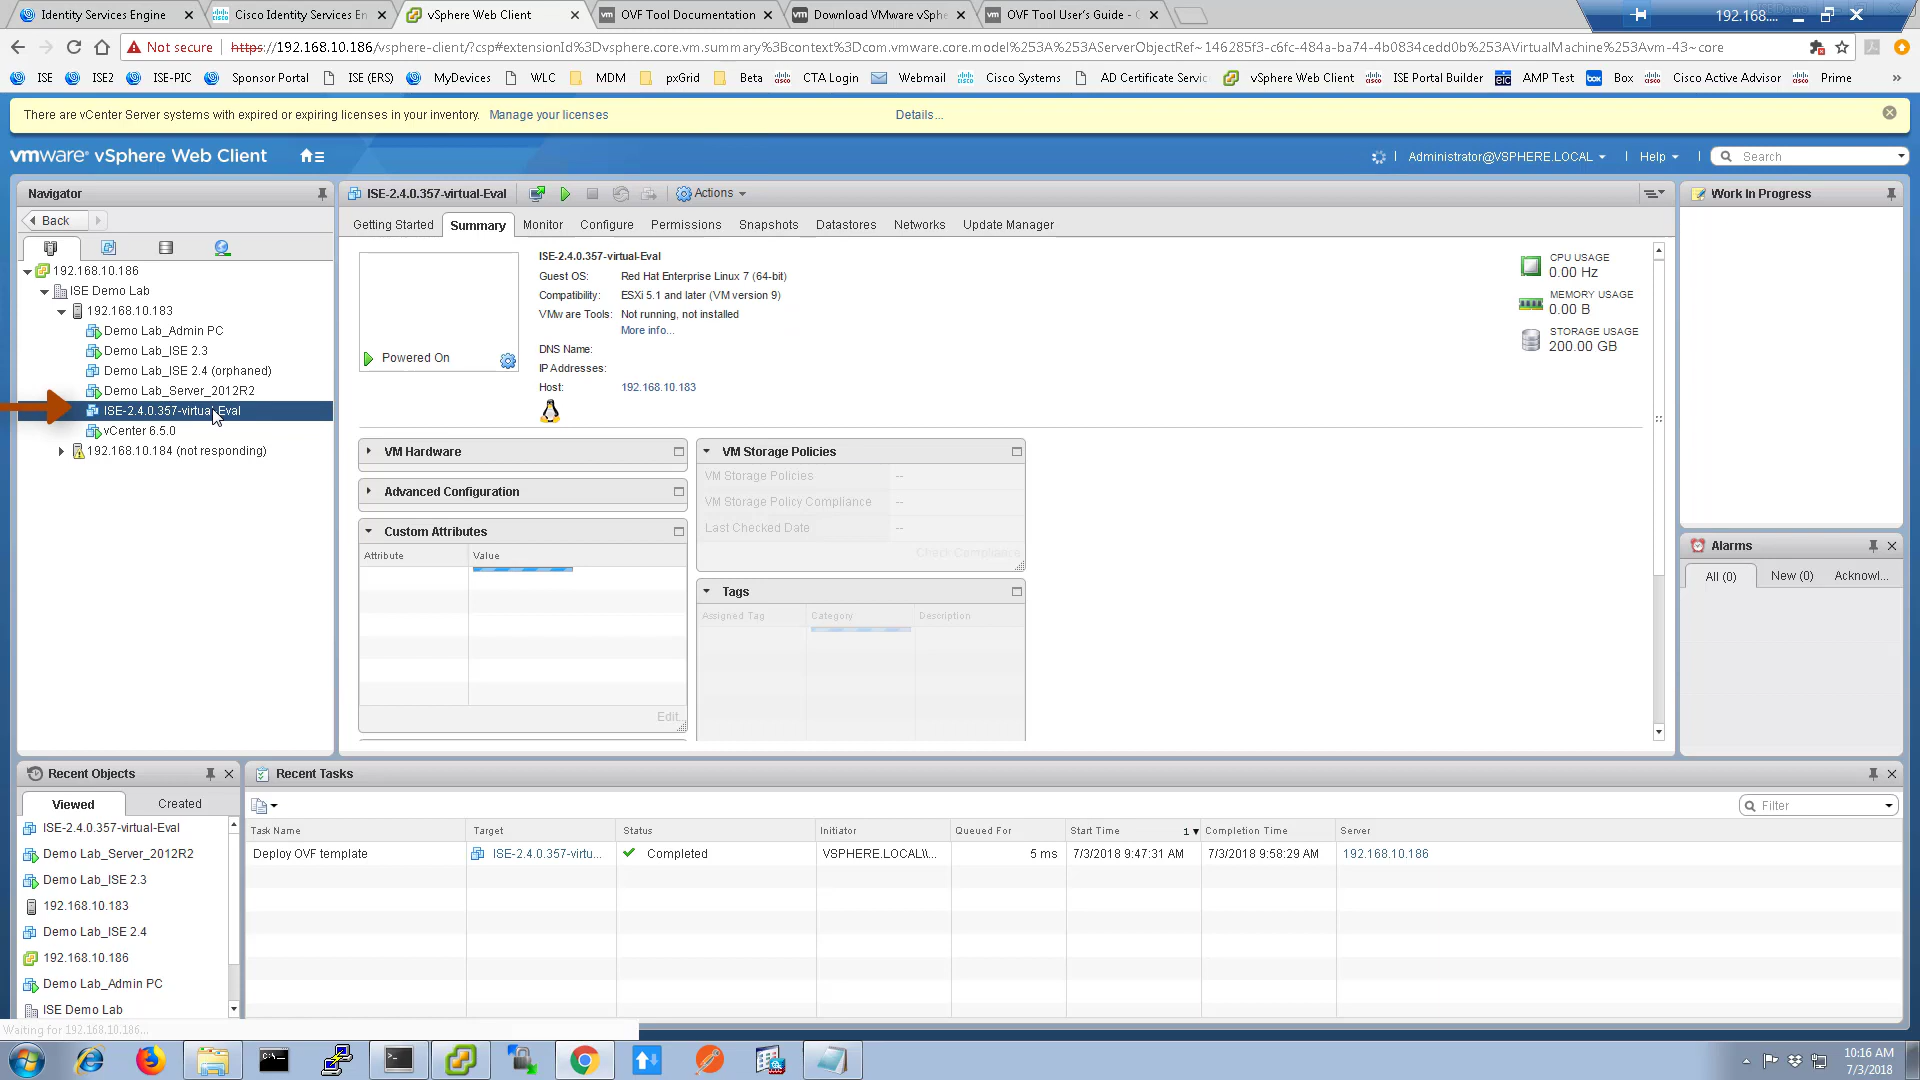 Identity Services Engine
Cisco Identity Services En
vSphere Web Client
OVF Tool Documentation
Download VMware vSph
OVF Tool User's Guide -
192.168....
Not secure
https://192.168.10.186/vsphere-client/?csp#extensionId%3Dvsphere.core.vm.summary%3Bcontext%3Dcom.vmware.core.model%253A%253AServerObjectRef~146285f3-c6fc-484a-ba74-4b0834cedd0b%253AVirtualMachine%253Avm-43~core
ISE
ISE2
ISE-PIC
Sponsor Portal
ISE (ERS)
MyDevices
WLC
MDM
pxGrid
Beta
CTA Login
Webmail
Cisco Systems
AD Certificate Servic
vSphere Web Client
ISE Portal Builder
AMP Test
Box
Cisco Active Advisor
Prime
»
There are vCenter Server systems with expired or expiring licenses in your inventory. Manage your licenses
Details...
vmware® vSphere Web Client
Administrator@VSPHERE.LOCAL
Help
Search
Navigator
ISE-2.4.0.357-virtual-Eval
Actions
Work In Progress
Back
Getting Started
Summary
Monitor
Configure
Permissions
Snapshots
Datastores
Networks
Update Manager
192.168.10.186
ISE Demo Lab
192.168.10.183
Demo Lab_Admin PC
Demo Lab_ISE 2.3
Demo Lab_ISE 2.4 (orphaned)
Demo Lab_Server_2012R2
ISE-2.4.0.357-virtual-Eval
vCenter 6.5.0
192.168.10.184 (not responding)
Powered On
ISE-2.4.0.357-virtual-Eval
Guest OS: Red Hat Enterprise Linux 7 (64-bit)
Compatibility: ESXi 5.1 and later (VM version 9)
VMware Tools: Not running, not installed
More info...
DNS Name:
IP Addresses:
Host: 192.168.10.183
CPU USAGE
0.00 Hz
MEMORY USAGE
0.00 B
STORAGE USAGE
200.00 GB
VM Hardware
Advanced Configuration
Custom Attributes
Attribute Value
Edit...
VM Storage Policies
VM Storage Policies --
VM Storage Policy Compliance --
Last Checked Date --
Check Compliance
Tags
Assigned Tag Category Description
Alarms
All (0)
New (0)
Acknowl...
Recent Objects
Viewed
Created
ISE-2.4.0.357-virtual-Eval
Demo Lab_Server_2012R2
Demo Lab_ISE 2.3
192.168.10.183
Demo Lab_ISE 2.4
192.168.10.186
Demo Lab_Admin PC
ISE Demo Lab
Recent Tasks
Filter
Task Name Target Status Initiator Queued For Start Time 1 Completion Time Server
Deploy OVF template ISE-2.4.0.357-virtu... Completed VSPHERE.LOCAL\\... 5 ms 7/3/2018 9:47:31 AM 7/3/2018 9:58:29 AM 192.168.10.186
Waiting for 192.168.10.186...
10:16 AM
7/3/2018